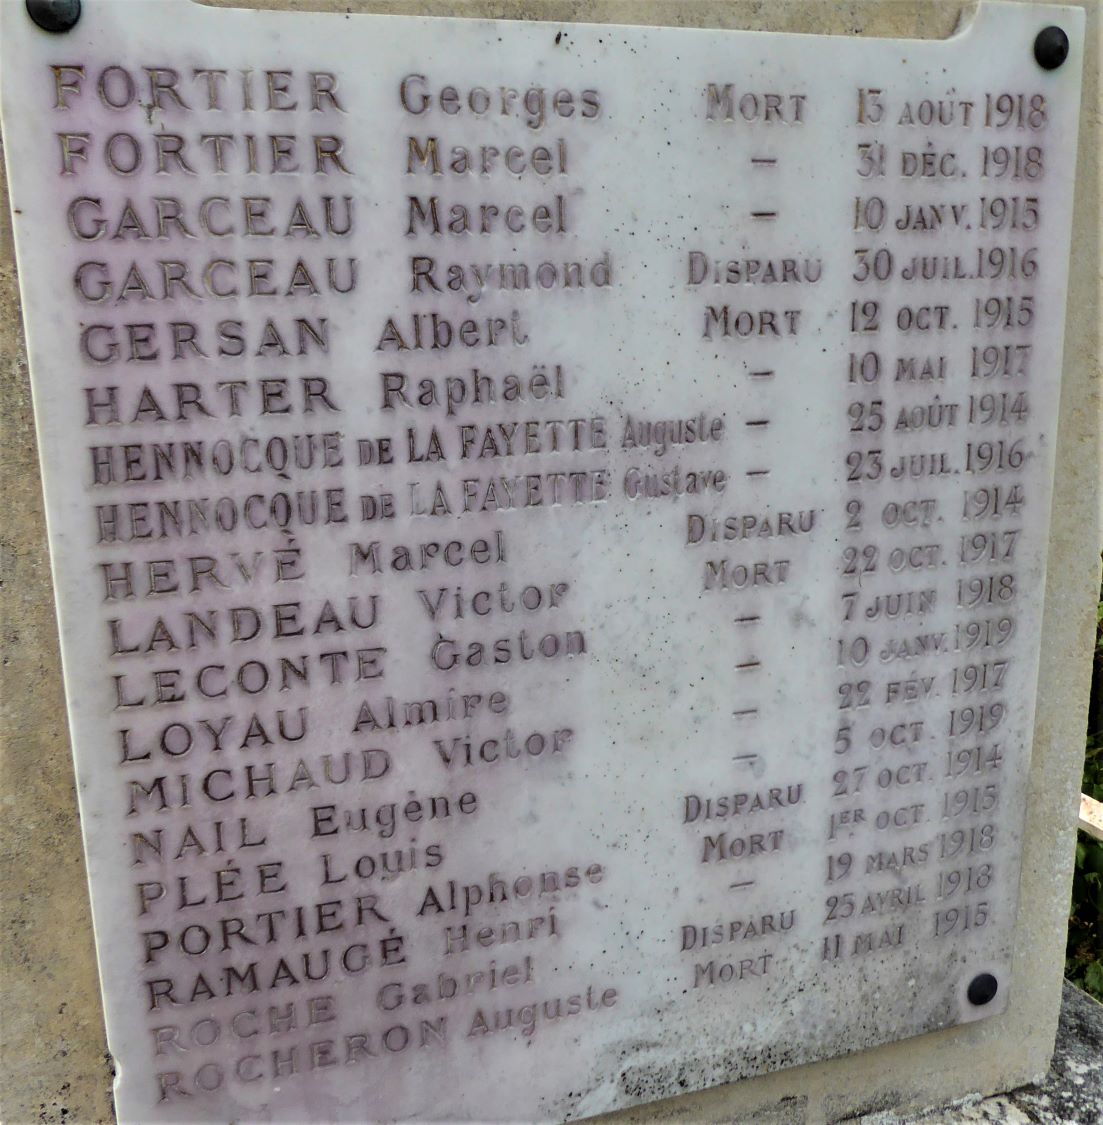 FORTIER Georges MORT 13 AOÛT 1918
FORTIER Marcel – 31 DÉC. 1918
GARCEAU Marcel – 10 JANV. 1915
GARCEAU Raymond DISPARU 30 JUIL. 1916
GERSAN Albert MORT 12 OCT. 1915
HARTER Raphaël – 10 MAI 1917
HENNOCQUE DE LA FAYETTE Auguste – 25 AOÛT 1914
HENNOCQUE DE LA FAYETTE Gustave – 23 JUIL. 1916
HERVÉ Marcel DISPARU 2 OCT. 1914
LANDEAU Victor MORT 22 OCT. 1917
LECONTE Gaston – 7 JUIN 1918
LOYAU Almire – 10 JANV. 1919
MICHAUD Victor – 22 FÉV. 1917
NAIL Eugène – 5 OCT. 1919
PLÉE Louis DISPARU 27 OCT. 1914
PORTIER Alphonse MORT 1ER OCT. 1915
RAMAUGÉ Henri – 19 MARS 1918
ROCHE Gabriel DISPARU 25 AVRIL 1918
ROCHERON Auguste MORT 11 MAI 1915